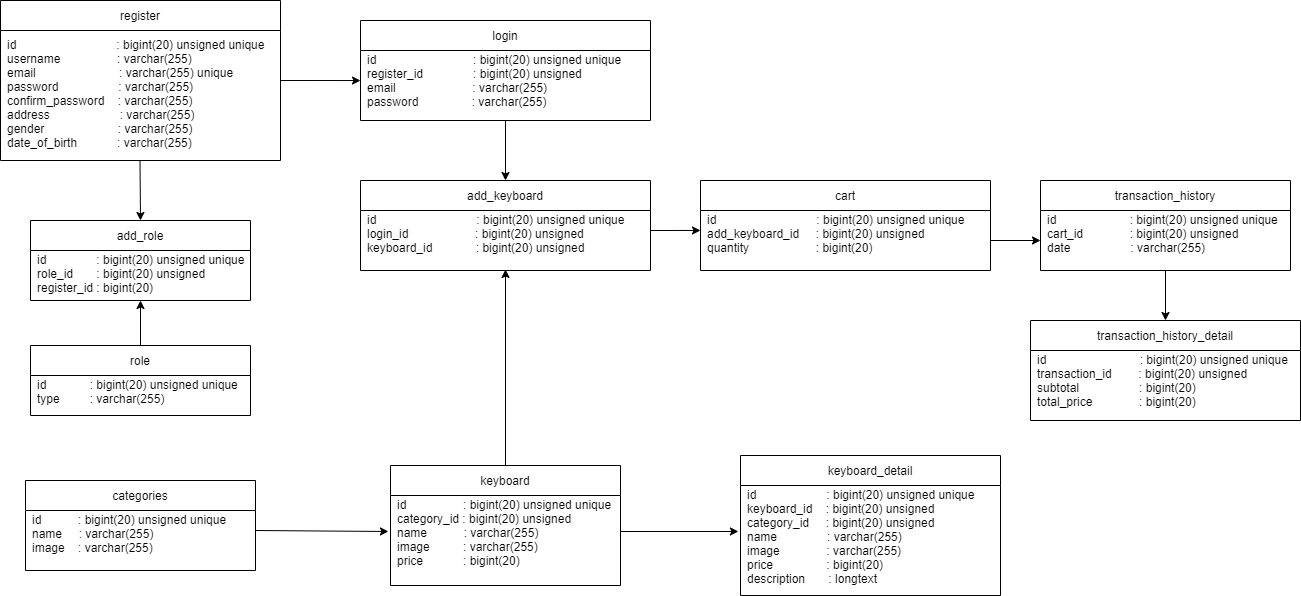 register
id : bigint(20) unsigned unique
username : varchar(255)
email : varchar(255) unique
password : varchar(255)
confirm_password : varchar(255)
address : varchar(255)
gender : varchar(255)
date_of_birth : varchar(255)
login
id : bigint(20) unsigned unique
register_id : bigint(20) unsigned
email : varchar(255)
password : varchar(255)
add_role
id : bigint(20) unsigned unique
role_id : bigint(20) unsigned
register_id : bigint(20)
role
id : bigint(20) unsigned unique
type : varchar(255)
add_keyboard
id : bigint(20) unsigned unique
login_id : bigint(20) unsigned
keyboard_id : bigint(20) unsigned
cart
id : bigint(20) unsigned unique
add_keyboard_id : bigint(20) unsigned
quantity : bigint(20)
transaction_history
id : bigint(20) unsigned unique
cart_id : bigint(20) unsigned
date : varchar(255)
transaction_history_detail
id : bigint(20) unsigned unique
transaction_id : bigint(20) unsigned
subtotal : bigint(20)
total_price : bigint(20)
categories
id : bigint(20) unsigned unique
name : varchar(255)
image : varchar(255)
keyboard
id : bigint(20) unsigned unique
category_id : bigint(20) unsigned
name : varchar(255)
image : varchar(255)
price : bigint(20)
keyboard_detail
id : bigint(20) unsigned unique
keyboard_id : bigint(20) unsigned
category_id : bigint(20) unsigned
name : varchar(255)
image : varchar(255)
price : bigint(20)
description : longtext